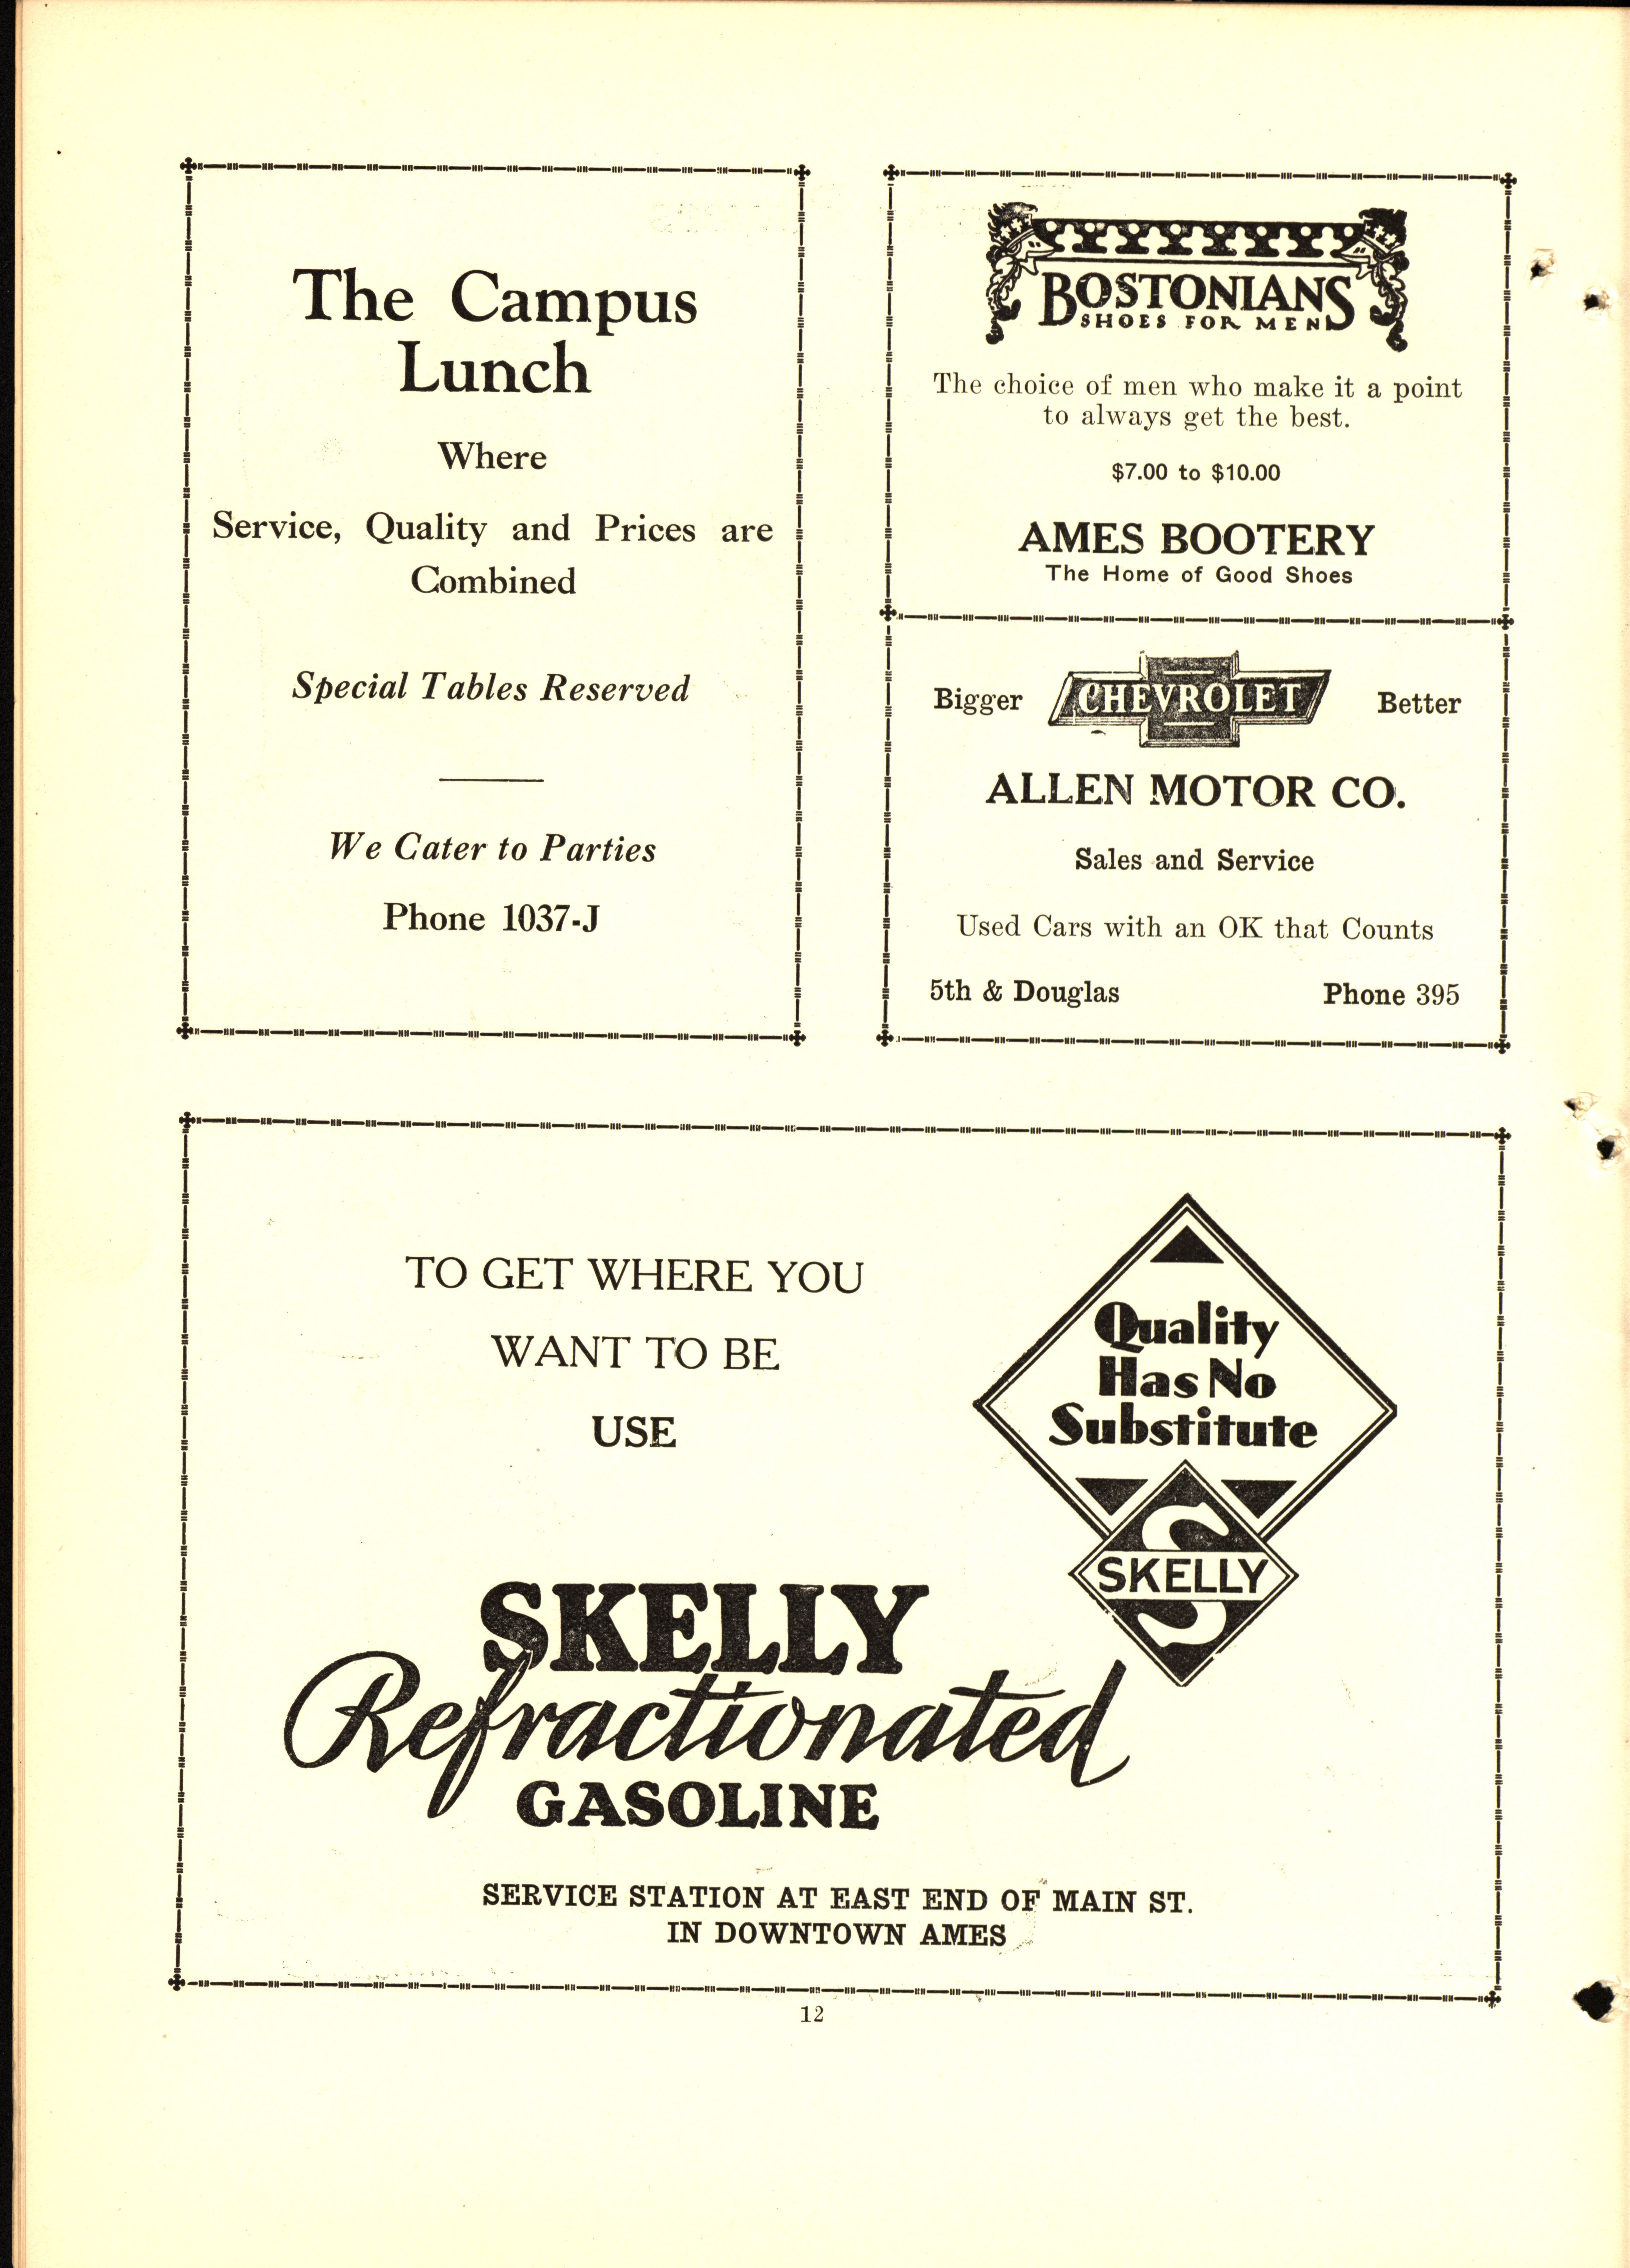 The Campus
Lunch
Where
Service, Quality and Prices are
Combined
Special Tables Reserved
We Cater to Parties
Phone 1037-J
BOSTONIANS
SHOES FOR MEN
The choice of men who make it a point
to always get the best.
$7.00 to $10.00
AMES BOOTERY
The Home of Good Shoes
Bigger CHEVROLET Better
ALLEN MOTOR CO.
Sales and Service
Used Cars with an OK that Counts
5th & Douglas Phone 395
TO GET WHERE YOU
WANT TO BE
USE
Quality
Has No
Substitute
SKELLY
SKELLY
Refractionated
GASOLINE
SERVICE STATION AT EAST END OF MAIN ST.
IN DOWNTOWN AMES
12